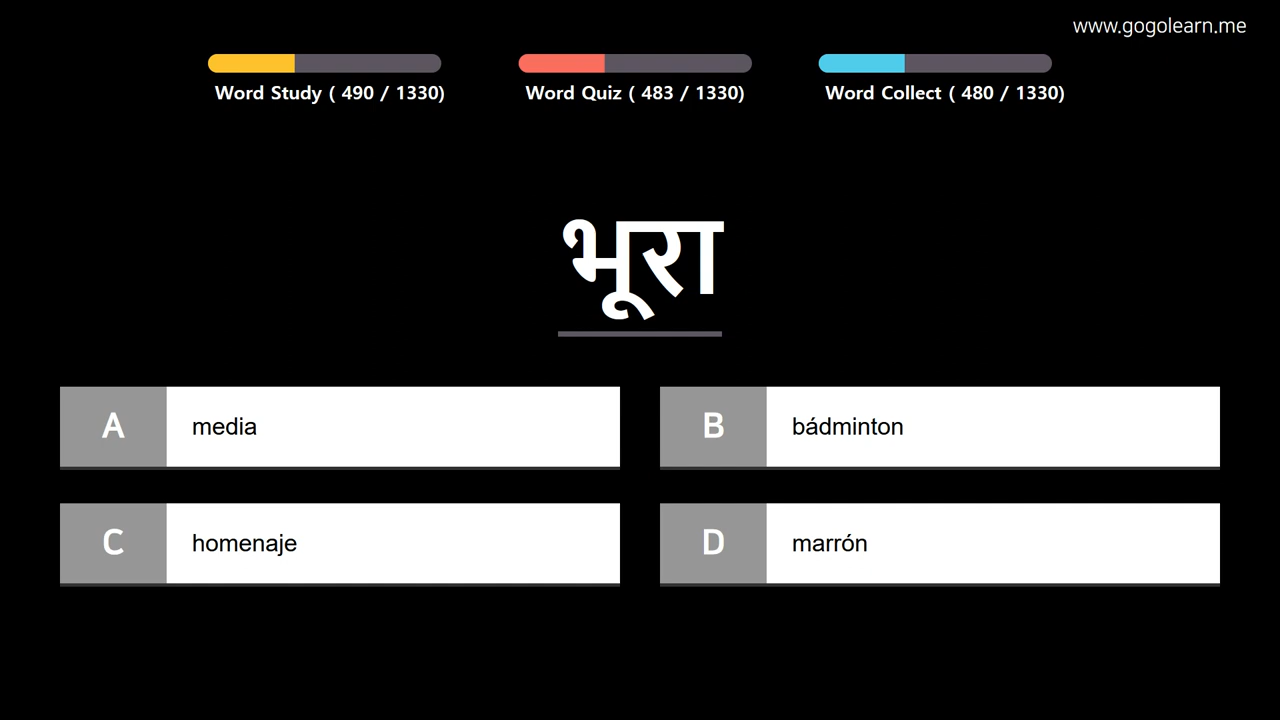 www.gogolearn.me
Word Study ( 490 / 1330)
Word Quiz ( 483 / 1330)
Word Collect ( 480 / 1330)
भूरा
A media
B bádminton
C homenaje
D marrón